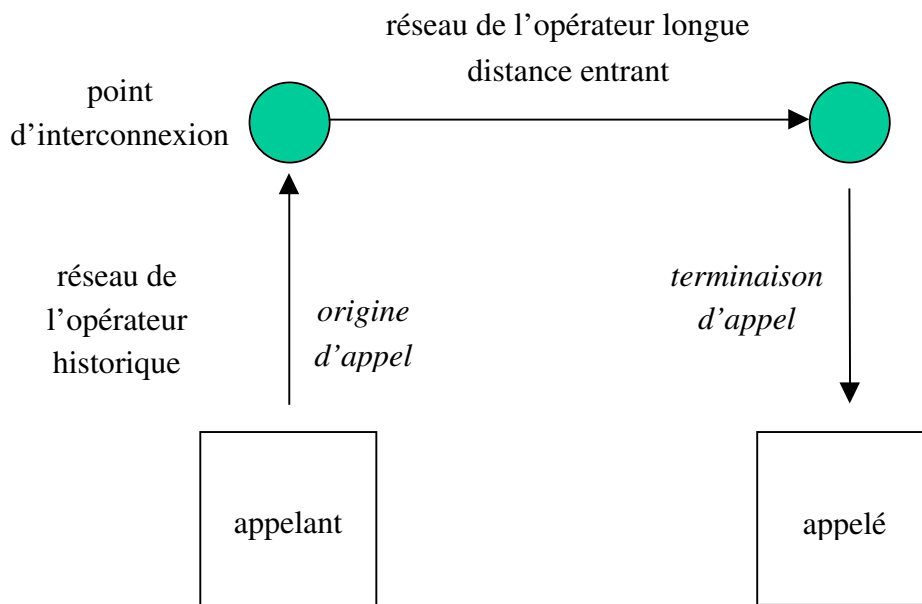 réseau de l’opérateur longue
distance entrant
point
d’interconnexion
réseau de
l’opérateur
historique
origine
d’appel
terminaison
d’appel
appelant
appelé